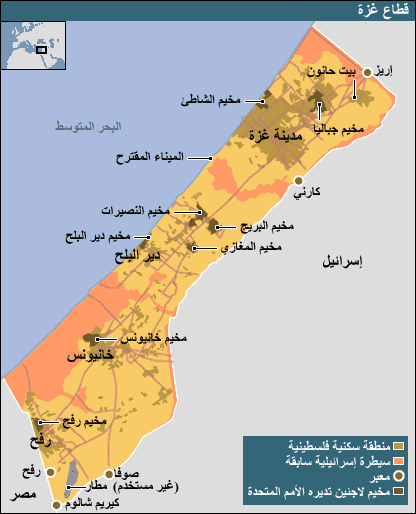 قطاع غزة
إريز
بيت حانون
مخيم الشاطئ
مخيم جباليا
مدينة غزة
البحر المتوسط
الميناء المقترح
كارني
مخيم النصيرات
مخيم البريج
مخيم دير البلح
دير البلح
مخيم المغازي
إسرائيل
مخيم خانيونس
خانيونس
مخيم رفح
رفح
رفح
صوفا
مطار (غير مستخدم)
مصر
كيريم شالوم
منطقة سكنية فلسطينية
سيطرة إسرائيلية سابقة
معبر
مخيم لاجئين تديره الأمم المتحدة